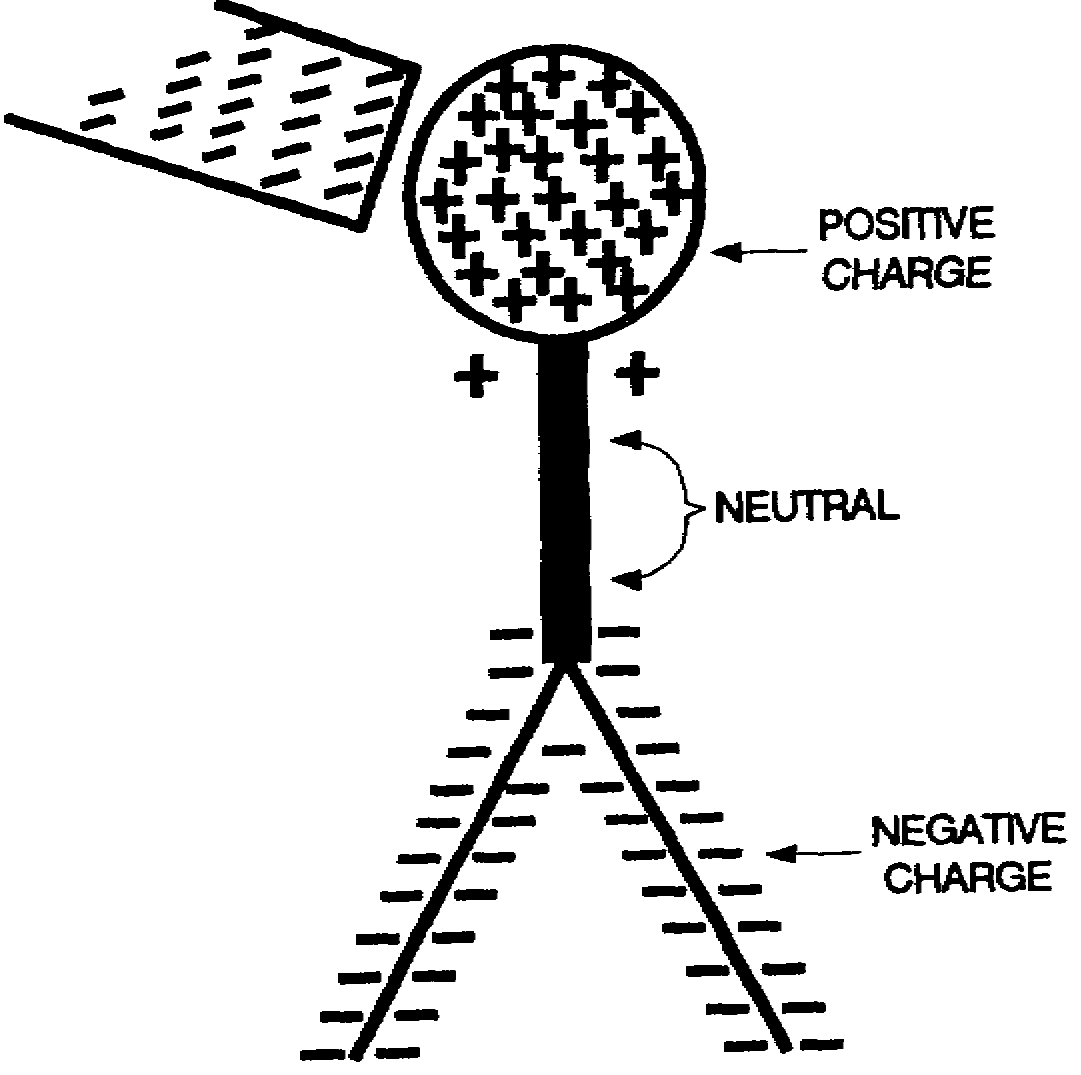 POSITIVE
CHARGE
NEUTRAL
NEGATIVE
CHARGE